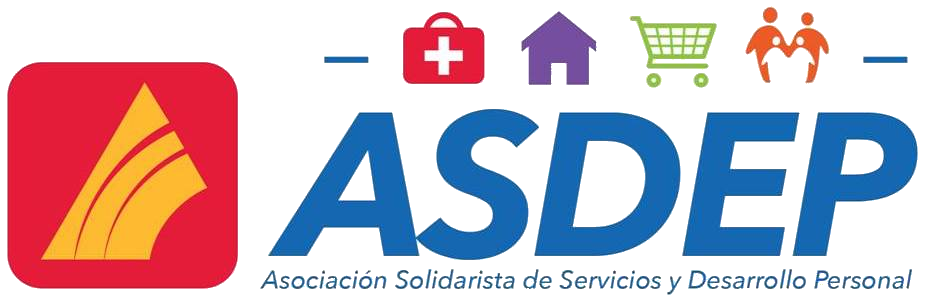 ASDEP
Asociación Solidarista de Servicios y Desarrollo Personal